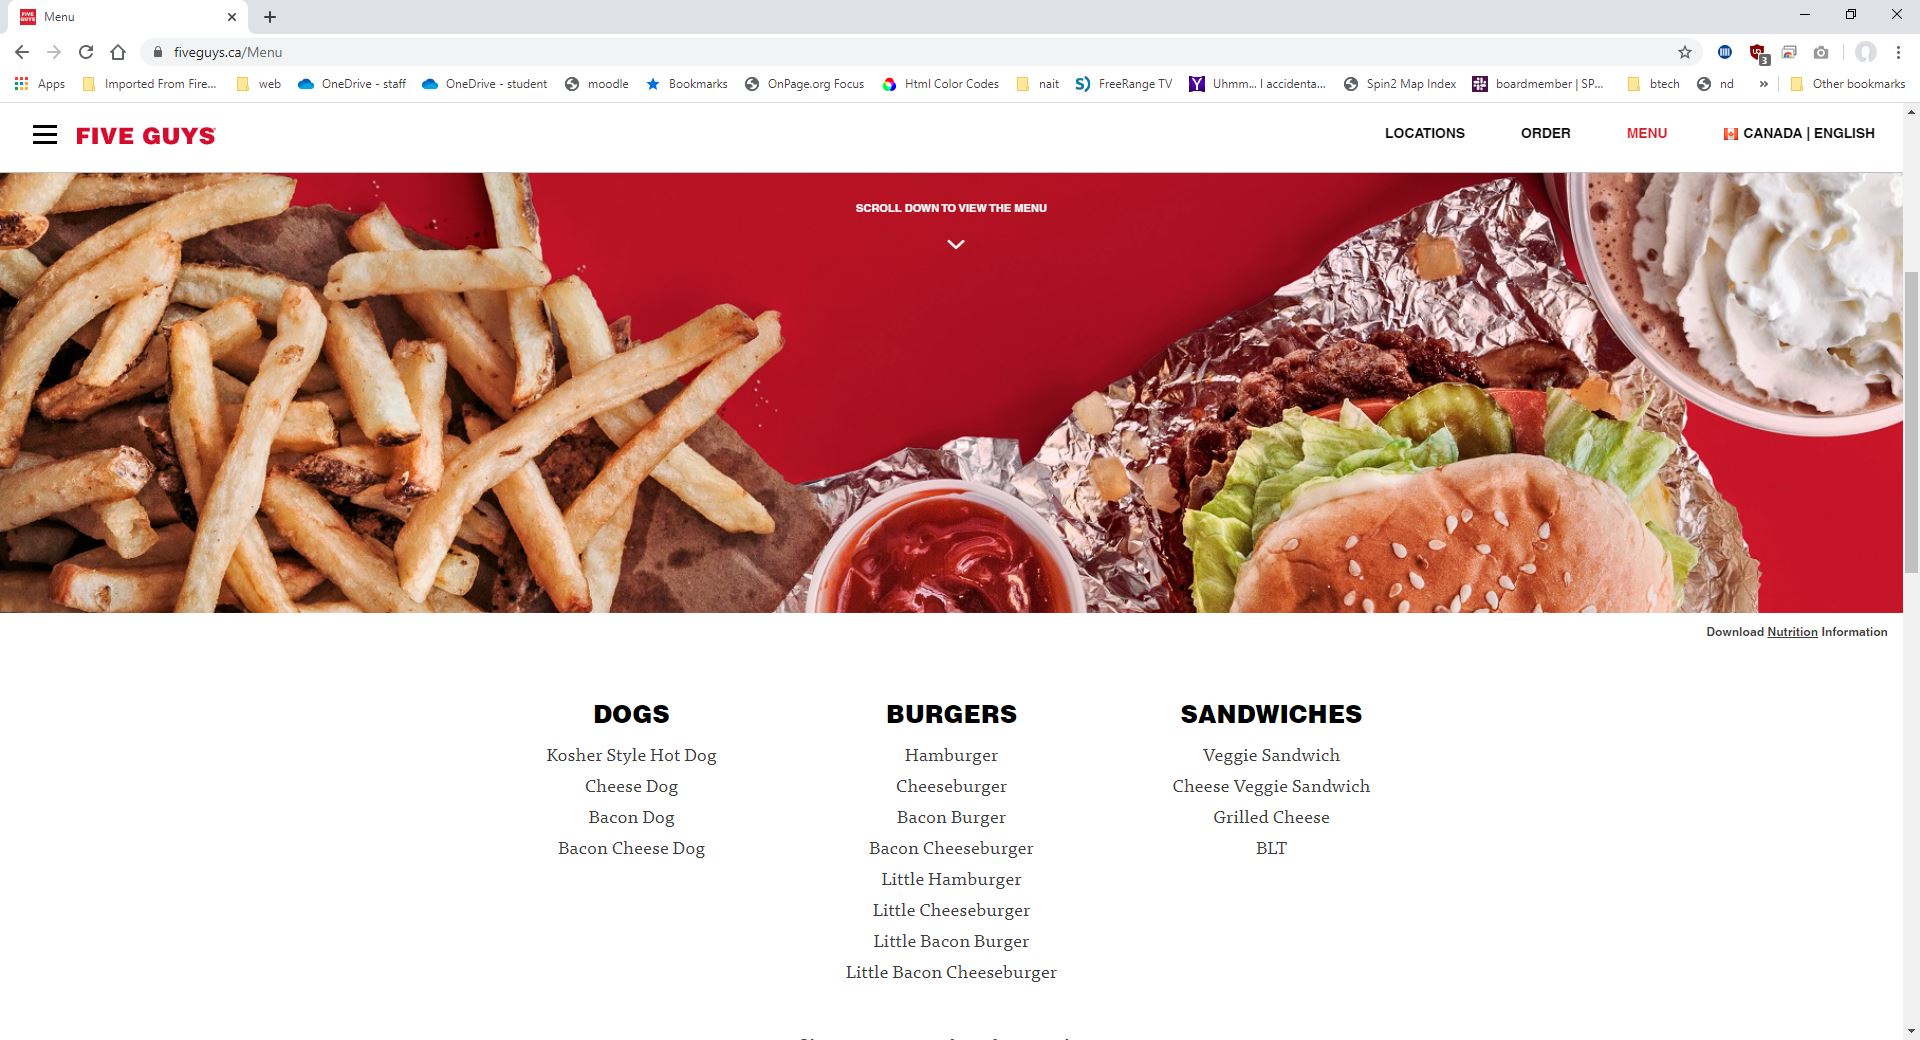 Menu
fiveguys.ca/Menu
3
Apps Imported From Fire... web OneDrive - staff OneDrive - student moodle Bookmarks OnPage.org Focus Html Color Codes nait FreeRange TV Uhmm... I accidenta... Spin2 Map Index boardmember | SP... btech nd » Other bookmarks
FIVE GUYS
LOCATIONS ORDER MENU CANADA | ENGLISH
SCROLL DOWN TO VIEW THE MENU
Download Nutrition Information
DOGS
Kosher Style Hot Dog
Cheese Dog
Bacon Dog
Bacon Cheese Dog
BURGERS
Hamburger
Cheeseburger
Bacon Burger
Bacon Cheeseburger
Little Hamburger
Little Cheeseburger
Little Bacon Burger
Little Bacon Cheeseburger
SANDWICHES
Veggie Sandwich
Cheese Veggie Sandwich
Grilled Cheese
BLT